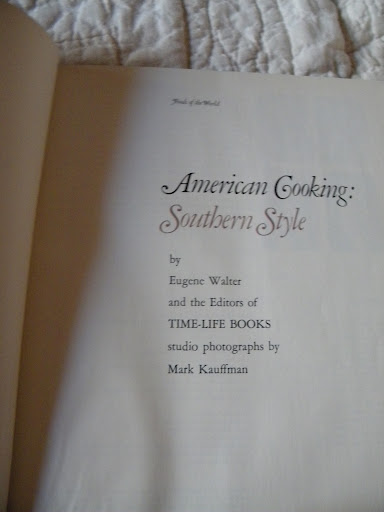 Foods of the World
American Cooking:
Southern Style
by
Eugene Walter
and the Editors of
TIME-LIFE BOOKS
studio photographs by
Mark Kauffman